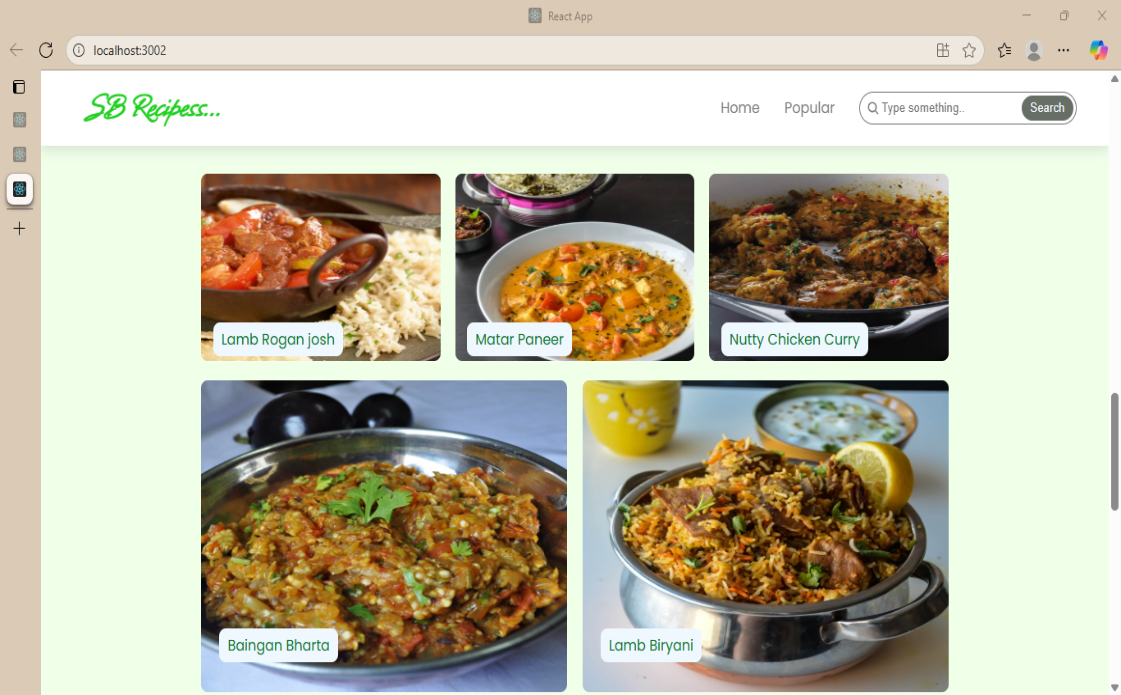 React App
localhost:3002
SB Recipess...
Home Popular Type something.. Search
Lamb Rogan josh Matar Paneer Nutty Chicken Curry
Baingan Bharta Lamb Biryani